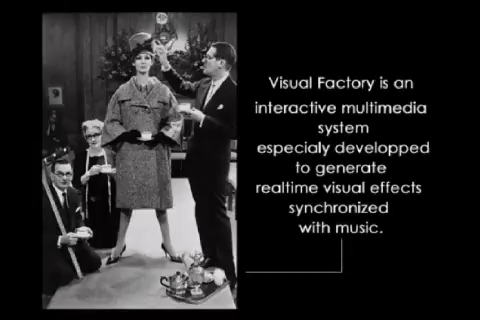 Visual Factory is an
interactive multimedia
system
especialy developped
to generate
realtime visual effects
synchronized
with music.